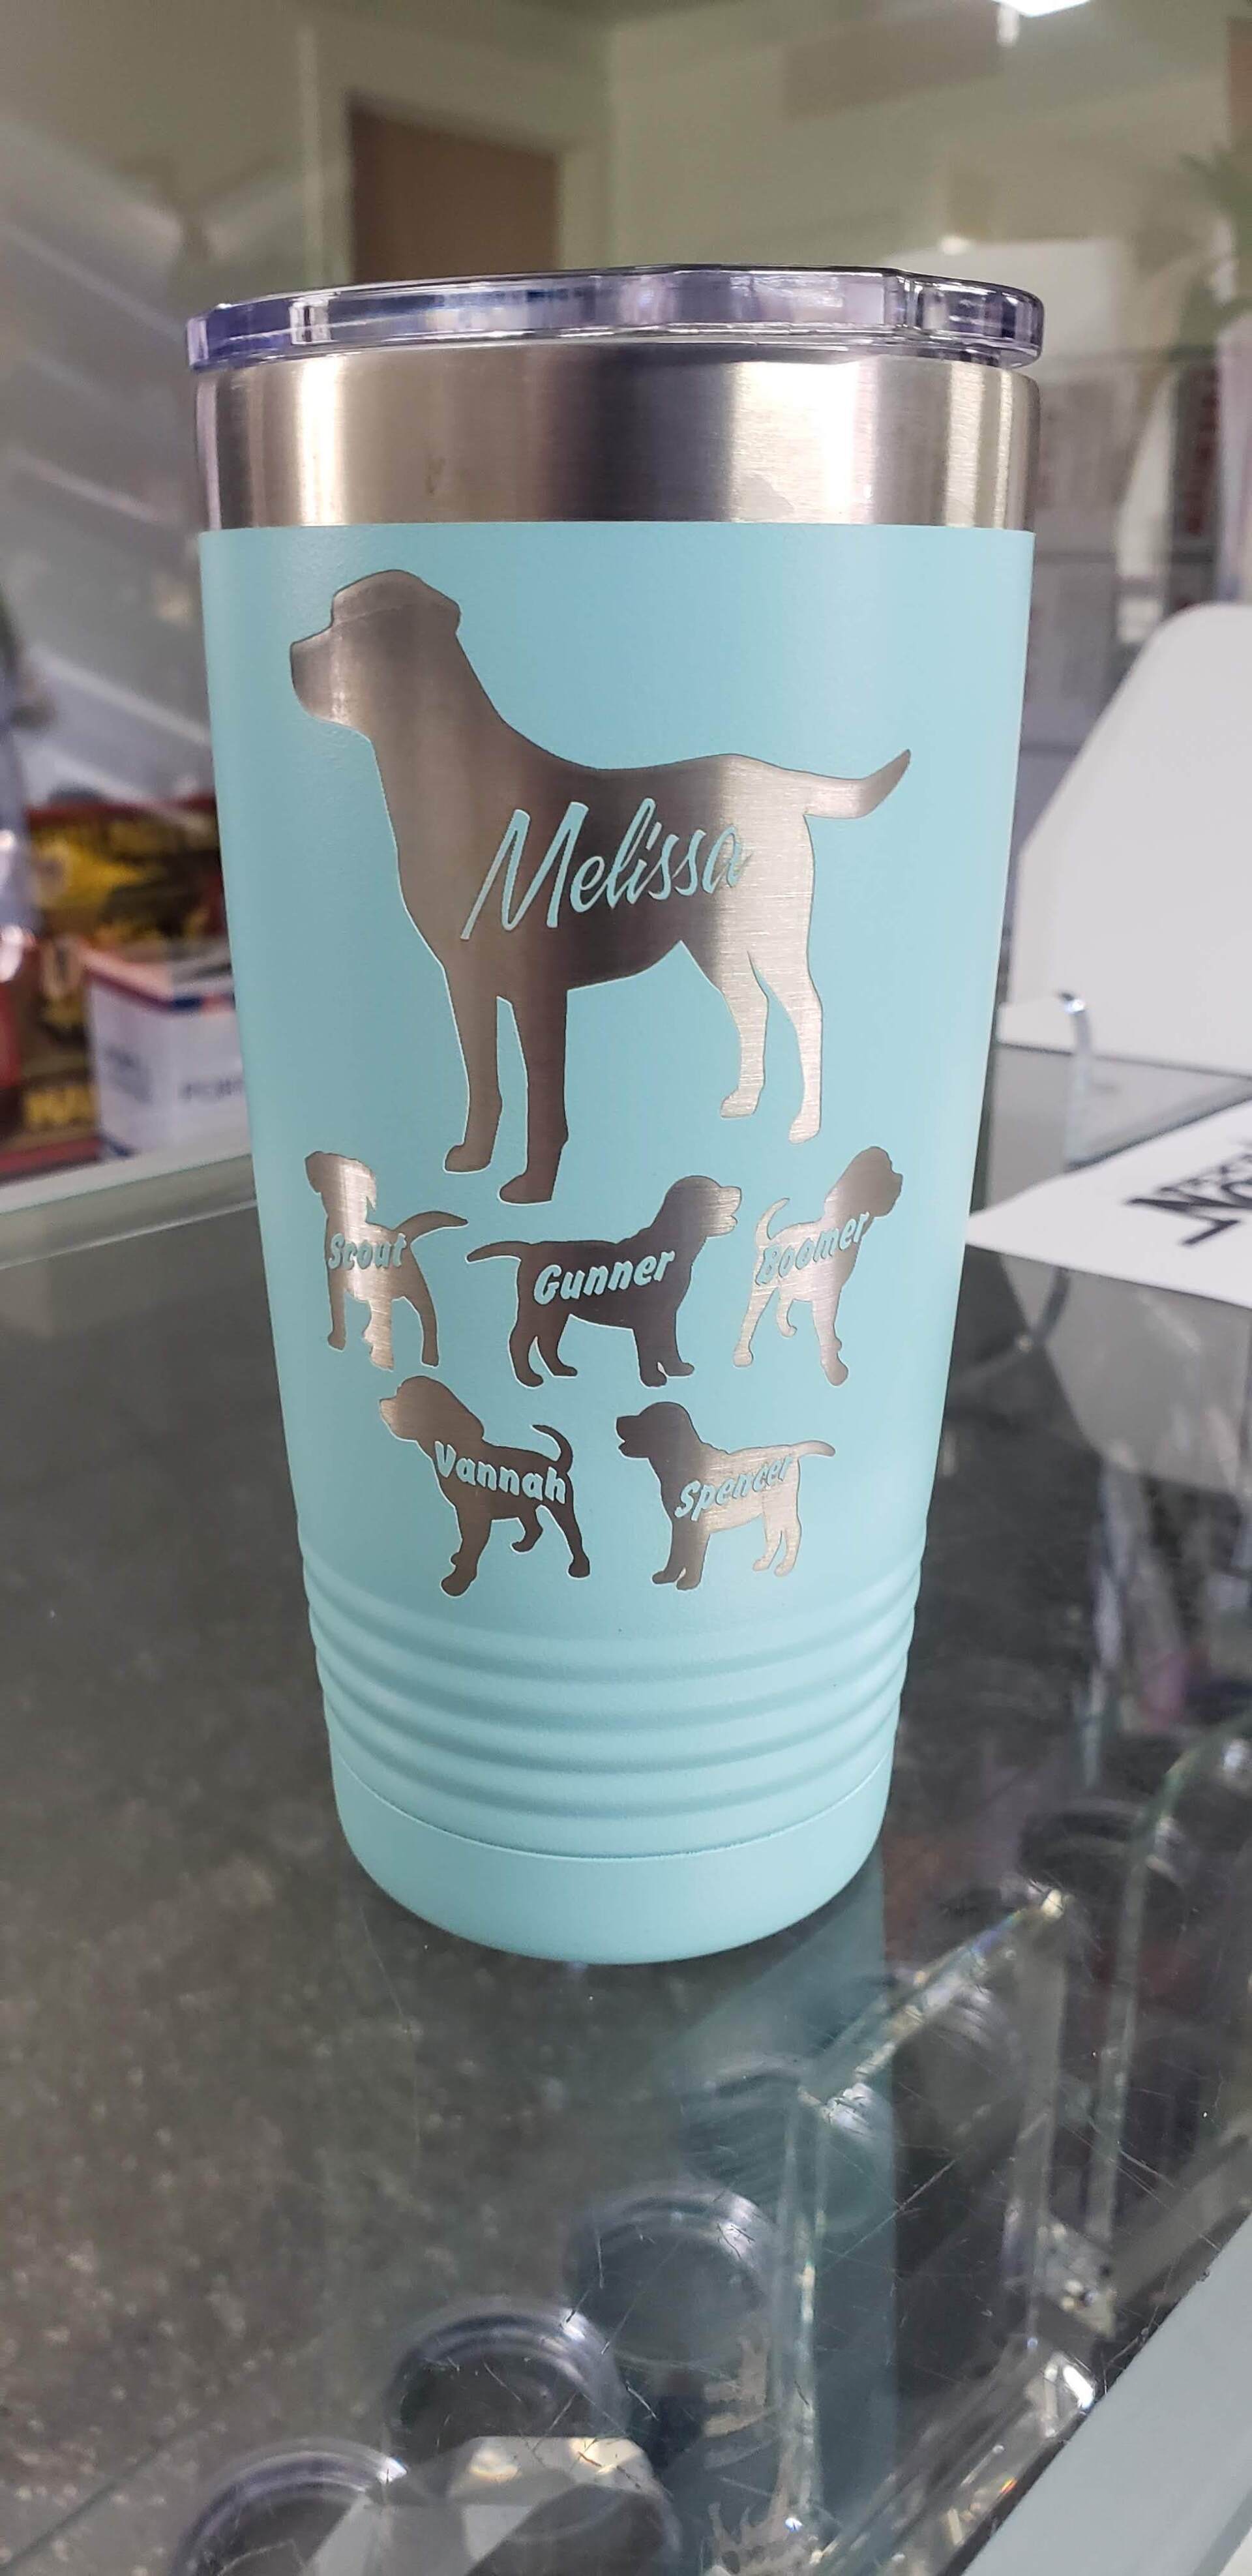 Melissa
Scout
Gunner
Boomer
Vannah
Spencer